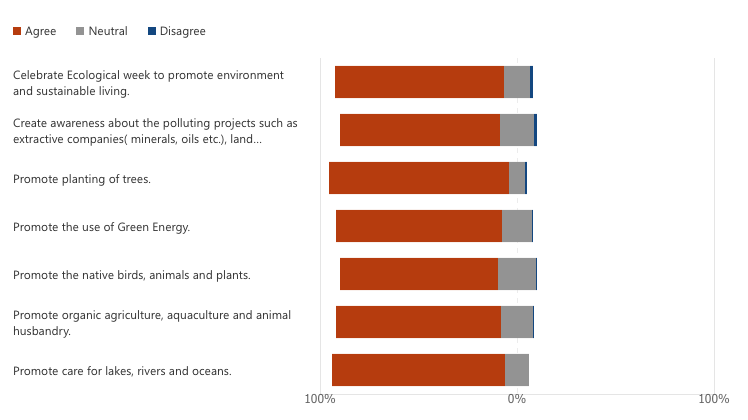 Agree Neutral Disagree
Celebrate Ecological week to promote environment
and sustainable living.
Create awareness about the polluting projects such as
extractive companies( minerals, oils etc.), land...
Promote planting of trees.
Promote the use of Green Energy.
Promote the native birds, animals and plants.
Promote organic agriculture, aquaculture and animal
husbandry.
Promote care for lakes, rivers and oceans.
100% 0% 100%